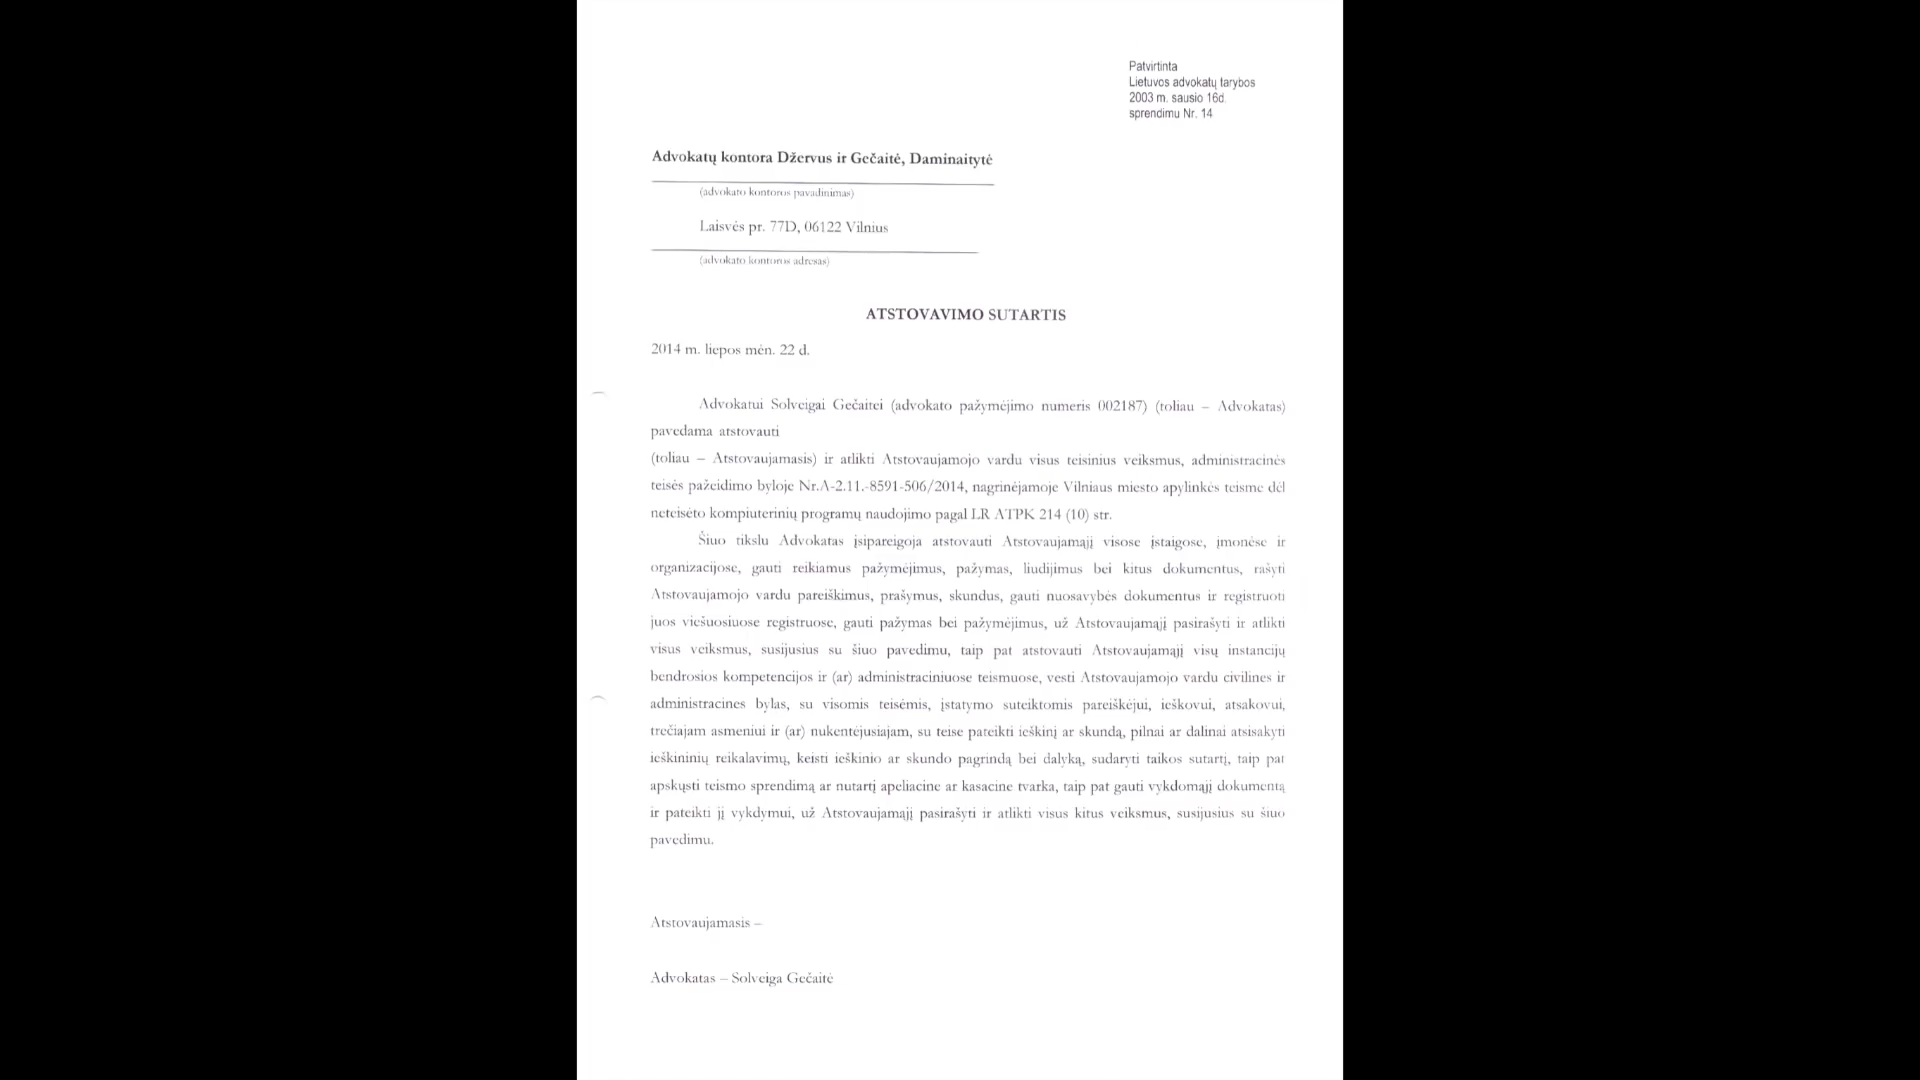 Patvirtinta
Lietuvos advokatų tarybos
2003 m. sausio 16d.
sprendimu Nr. 14
Advokatų kontora Džervus ir Gečaitė, Daminaitytė
(advokato kontoros pavadinimas)
Laisvės pr. 77D, 06122 Vilnius
(advokato kontoros adresas)
ATSTOVAVIMO SUTARTIS
2014 m. liepos mėn. 22 d.
Advokatui Solveigai Gečaitei (advokato pažymėjimo numeris 002187) (toliau – Advokatas)
pavedama atstovauti
(toliau – Atstovaujamasis) ir atlikti Atstovaujamojo vardu visus teisinius veiksmus, administracinės
teisės pažeidimo byloje Nr.A-2.11.-8591-506/2014, nagrinėjamoje Vilniaus miesto apylinkės teisme dėl
neteisėto kompiuterinių programų naudojimo pagal LR ATPK 214 (10) str.
Šiuo tikslu Advokatas įsipareigoja atstovauti Atstovaujamąjį visose įstaigose, įmonėse ir
organizacijose, gauti reikiamus pažymėjimus, pažymas, liudijimus bei kitus dokumentus, rašyti
Atstovaujamojo vardu pareiškimus, prašymus, skundus, gauti nuosavybės dokumentus ir registruoti
juos viešuosiuose registruose, gauti pažymas bei pažymėjimus, už Atstovaujamąjį pasirašyti ir atlikti
visus veiksmus, susijusius su šiuo pavedimu, taip pat atstovauti Atstovaujamąjį visų instancijų
bendrosios kompetencijos ir (ar) administraciniuose teismuose, vesti Atstovaujamojo vardu civilines ir
administracines bylas, su visomis teisėmis, įstatymo suteiktomis pareiškėjui, ieškovui, atsakovui,
trečiajam asmeniui ir (ar) nukentėjusiajam, su teise pateikti ieškinį ar skundą, pilnai ar dalinai atsisakyti
ieškininių reikalavimų, keisti ieškinio ar skundo pagrindą bei dalyką, sudaryti taikos sutartį, taip pat
apskųsti teismo sprendimą ar nutartį apeliacine ar kasacine tvarka, taip pat gauti vykdomąjį dokumentą
ir pateikti jį vykdymui, už Atstovaujamąjį pasirašyti ir atlikti visus kitus veiksmus, susijusius su šiuo
pavedimu.
Atstovaujamasis –
Advokatas – Solveiga Gečaitė